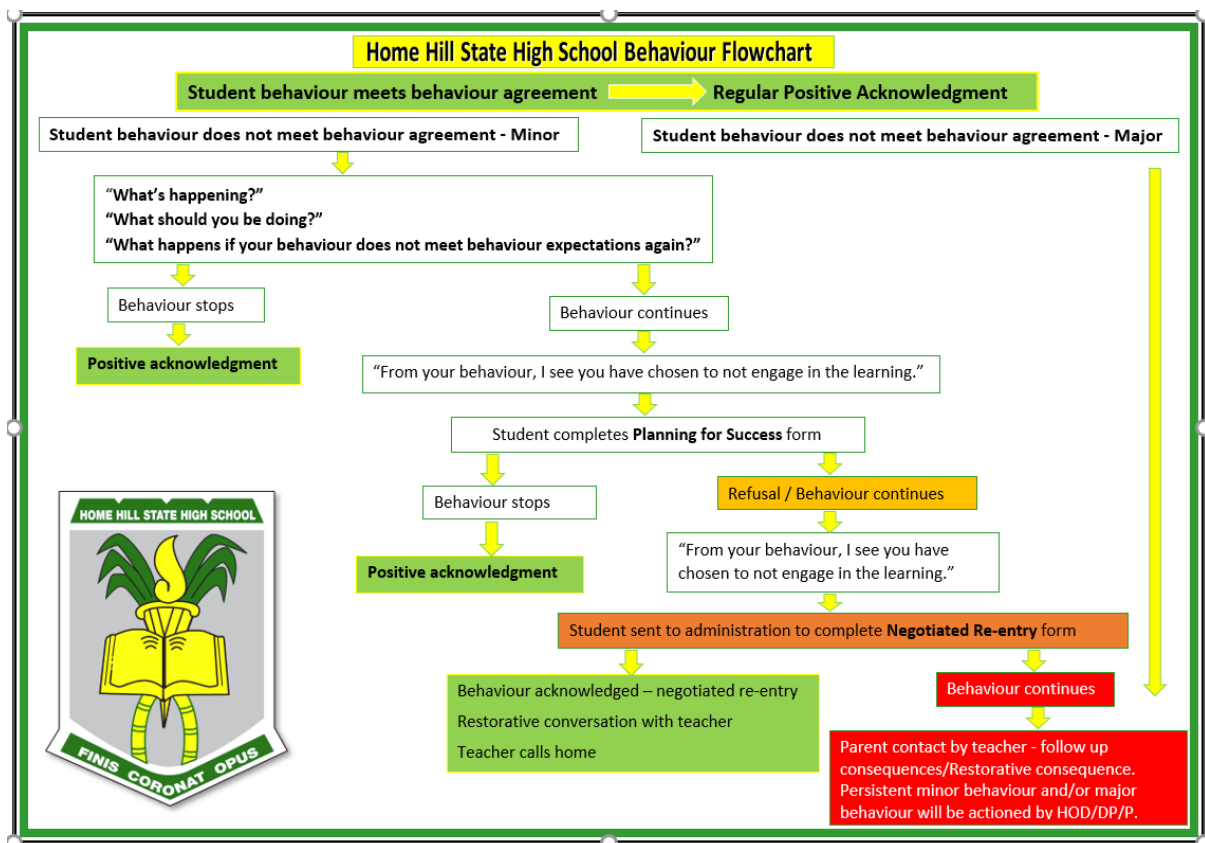 Home Hill State High School Behaviour Flowchart
Student behaviour meets behaviour agreement Regular Positive Acknowledgment
Student behaviour does not meet behaviour agreement - Minor
Student behaviour does not meet behaviour agreement - Major
“What’s happening?”
“What should you be doing?”
“What happens if your behaviour does not meet behaviour expectations again?”
Behaviour stops
Behaviour continues
Positive acknowledgment
“From your behaviour, I see you have chosen to not engage in the learning.”
Student completes Planning for Success form
Behaviour stops
Refusal / Behaviour continues
Positive acknowledgment
“From your behaviour, I see you have
chosen to not engage in the learning.”
Student sent to administration to complete Negotiated Re-entry form
Behaviour acknowledged – negotiated re-entry
Restorative conversation with teacher
Teacher calls home
Behaviour continues
Parent contact by teacher - follow up
consequences/Restorative consequence.
Persistent minor behaviour and/or major
behaviour will be actioned by HOD/DP/P.
HOME HILL STATE HIGH SCHOOL
FINIS CORONAT OPUS